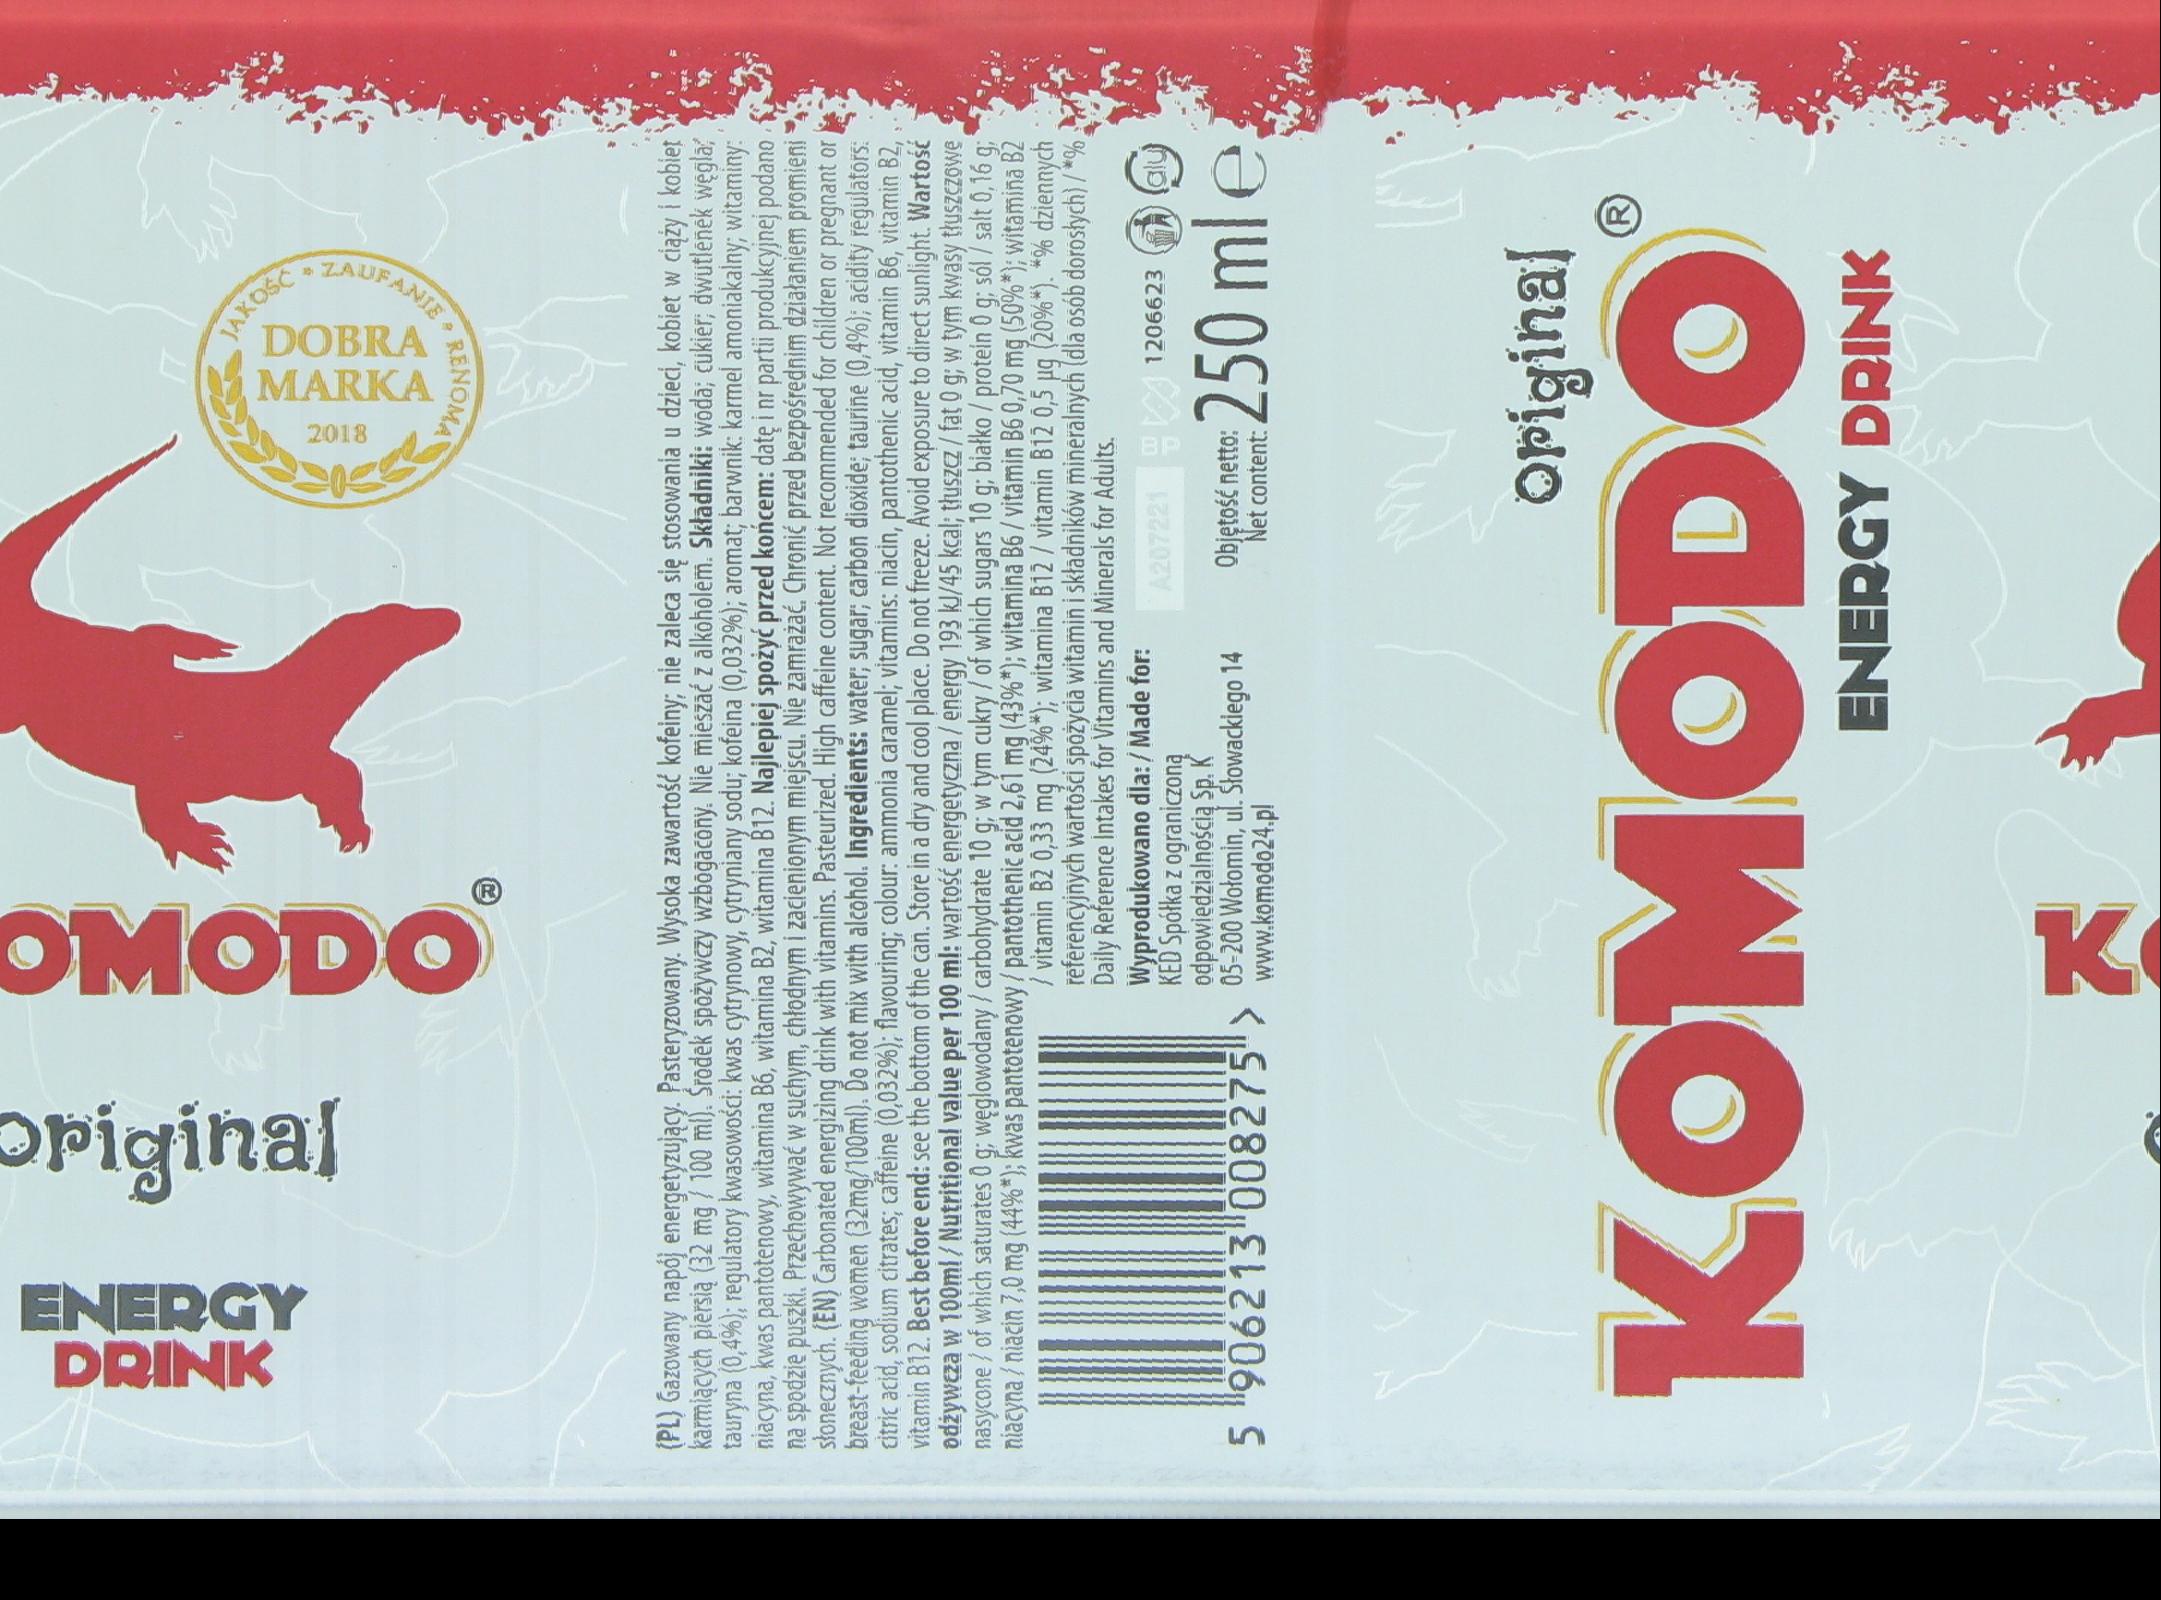 JAKOŚĆ • ZAUFANIE • RENOMA
DOBRA
MARKA
2018
OMODO®
original
ENERGY
DRINK
(PL) Gazowany napój energetyzujący. Pasteryzowany. Wysoka zawartość kofeiny; nie zaleca się stosowania u dzieci, kobiet w ciąży i kobiet
karmiących piersią (32 mg / 100 ml). Środek spożywczy wzbogacony. Nie mieszać z alkoholem. Składniki: woda; cukier; dwutlenek węgla;
tauryna (0,4%); regulatory kwasowości: kwas cytrynowy, cytryniany sodu; kofeina (0,032%); aromat; barwnik: karmel amoniakalny; witaminy:
niacyna, kwas pantotenowy, witamina B6, witamina B2, witamina B12. Najlepiej spożyć przed końcem: datę i nr partii produkcyjnej podano
na spodzie puszki. Przechowywać w suchym, chłodnym i zacienionym miejscu. Nie zamrażać. Chronić przed bezpośrednim działaniem promieni
słonecznych. (EN) Carbonated energizing drink with vitamins. Pasteurized. High caffeine content. Not recommended for children or pregnant or
breast-feeding women (32mg/100ml). Do not mix with alcohol. Ingredients: water; sugar; carbon dioxide; taurine (0,4%); acidity regulators:
citric acid, sodium citrates; caffeine (0,032%); flavouring; colour: ammonia caramel; vitamins: niacin, pantothenic acid, vitamin B6, vitamin B2,
vitamin B12. Best before end: see the bottom of the can. Store in a dry and cool place. Do not freeze. Avoid exposure to direct sunlight. Wartość
odżywcza w 100ml / Nutritional value per 100 ml: wartość energetyczna / energy 193 kJ/45 kcal; tłuszcz / fat 0 g; w tym kwasy tłuszczowe
nasycone / of which saturates 0 g; węglowodany / carbohydrate 10 g; w tym cukry / of which sugars 10 g; białko / protein 0 g; sól / salt 0,16 g;
niacyna / niacin 7,0 mg (44%*); kwas pantotenowy / pantothenic acid 2,61 mg (43%*); witamina B6 / vitamin B6 0,70 mg (50%*); witamina B2
/ vitamin B2 0,33 mg (24%*); witamina B12 / vitamin B12 0,5 µg (20%*). *% dziennych
referencyjnych wartości spożycia witamin i składników mineralnych (dla osób dorosłych) / *%
Daily Reference Intakes for Vitamins and Minerals for Adults.
Wyprodukowano dla: / Made for:
KED Spółka z ograniczoną
odpowiedzialnością Sp. K
05-200 Wołomin, ul. Słowackiego 14
www.komodo24.pl
A207221
1206623
alu
Objętość netto:
Net content:
250 ml e
5 906213 008275 >
original
KOMODO®
ENERGY DRINK
K